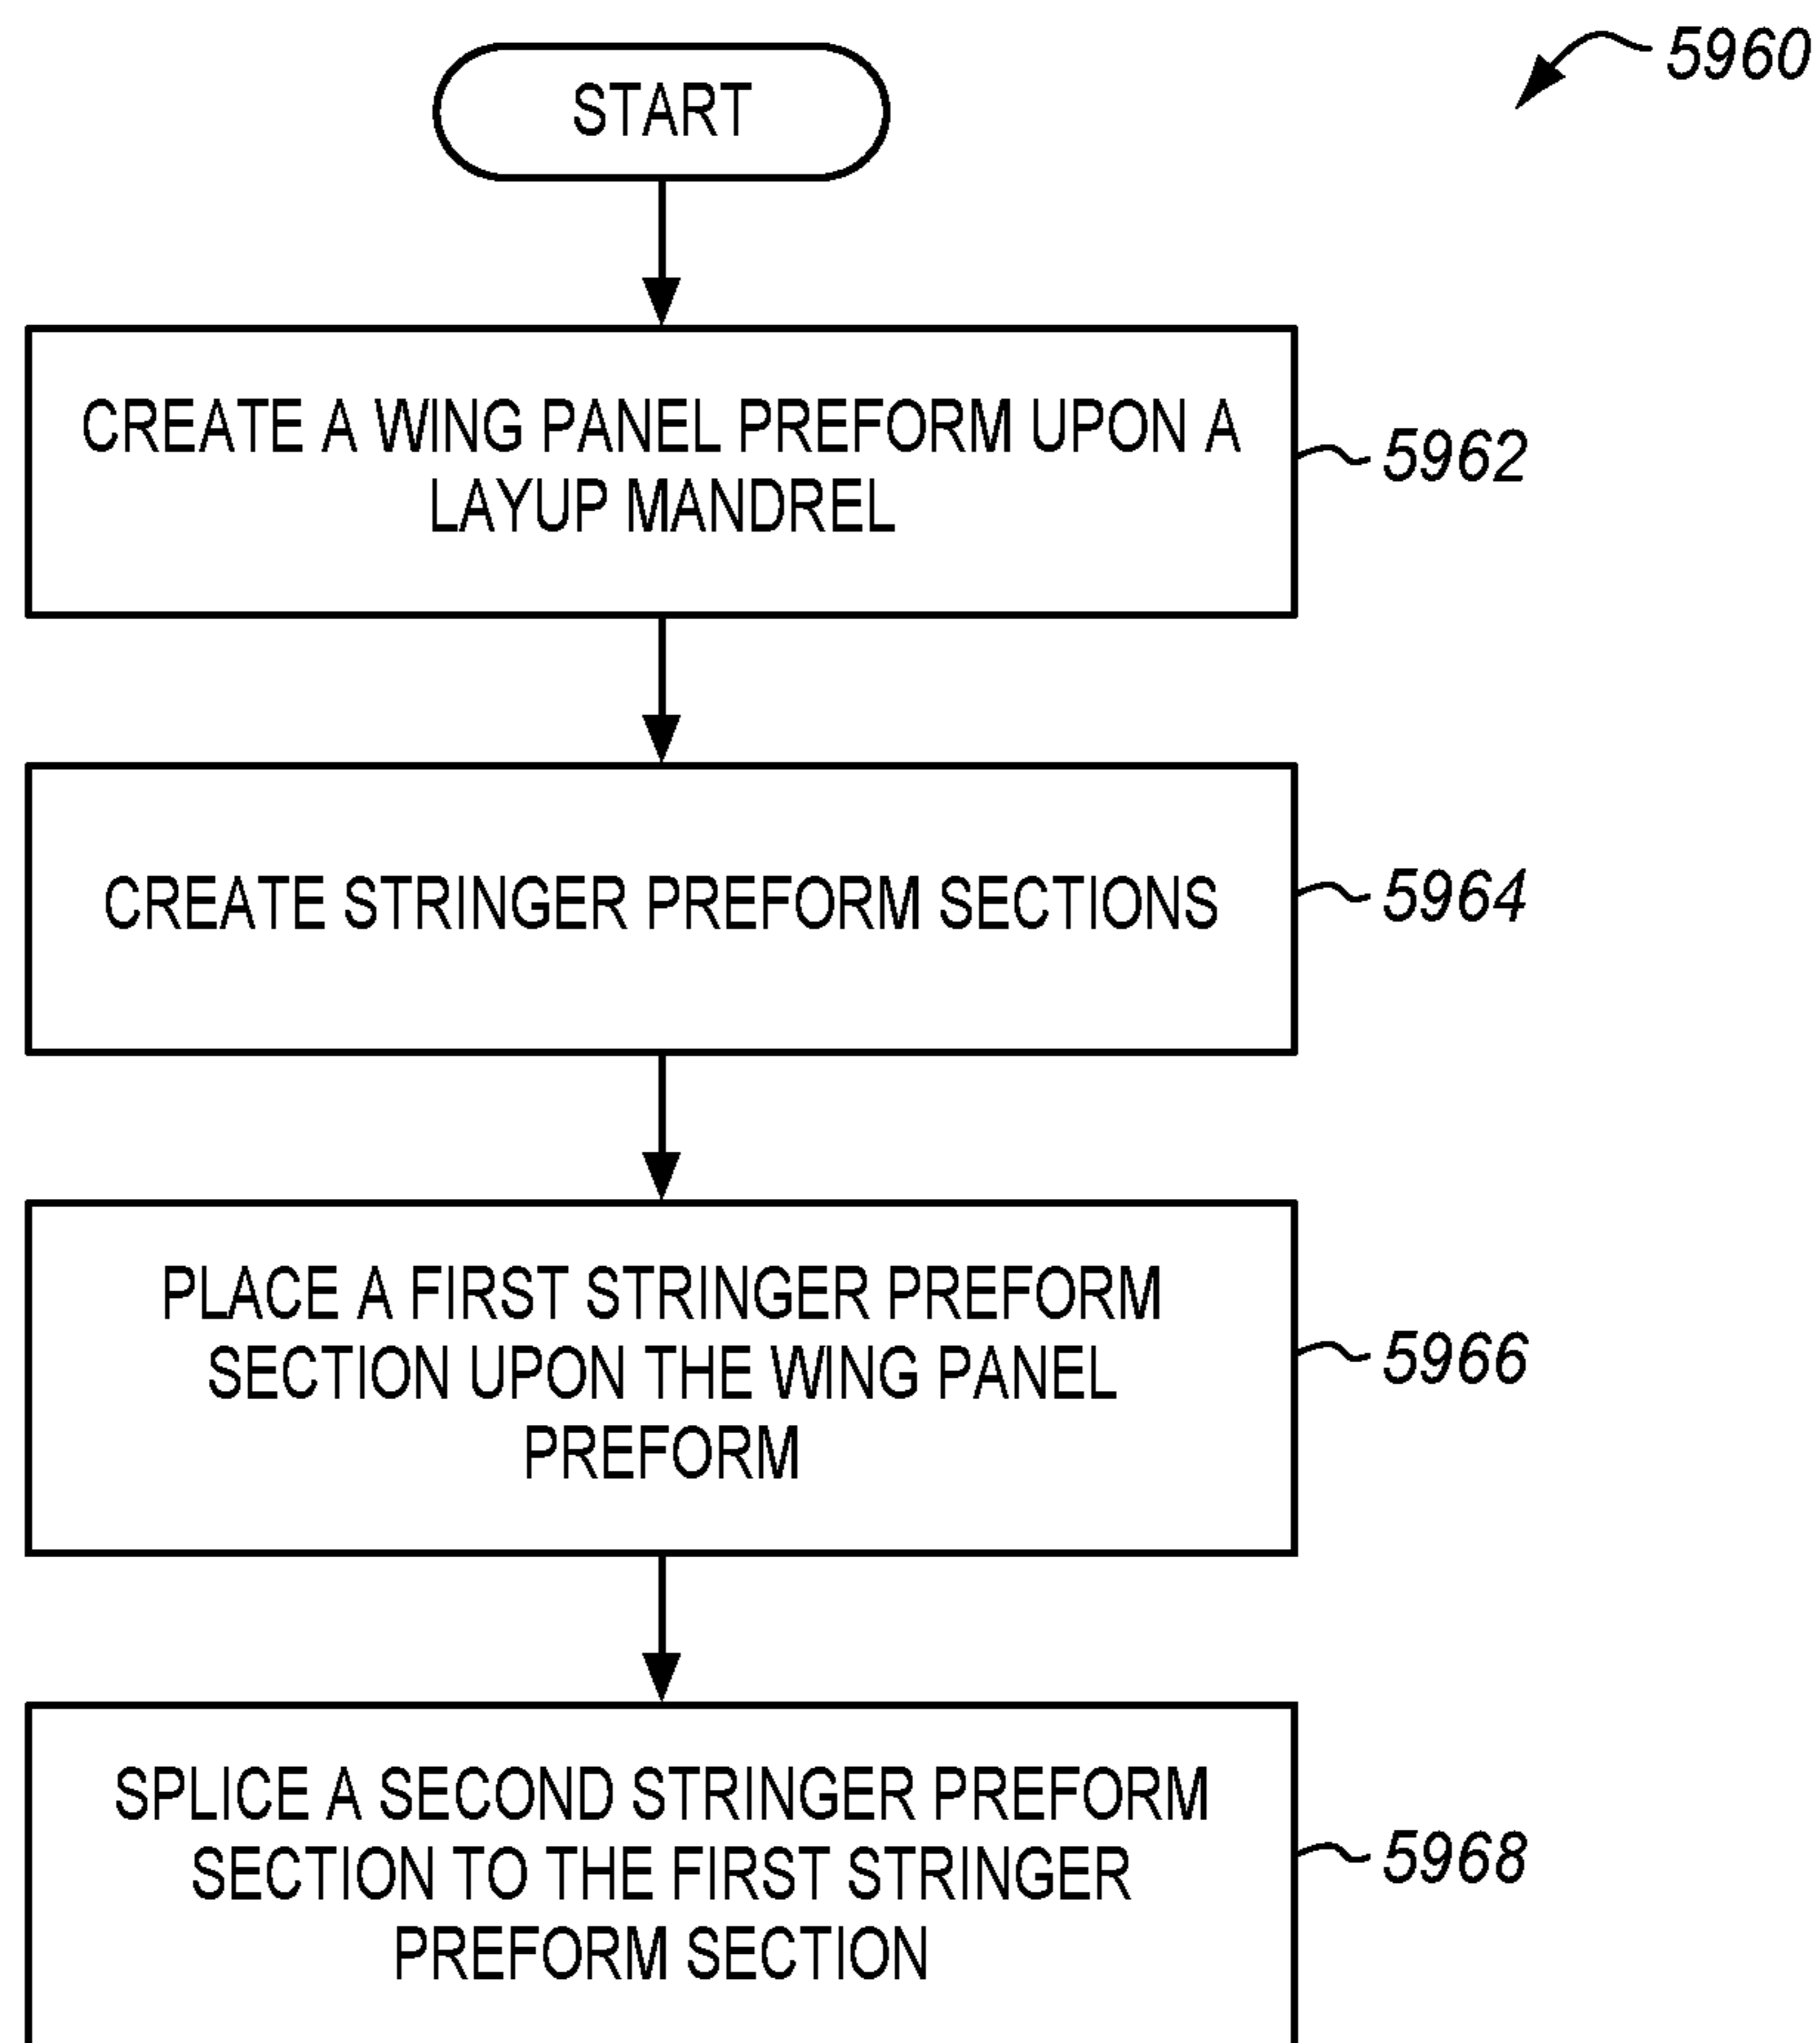 START
5960
CREATE A WING PANEL PREFORM UPON A
LAYUP MANDREL
5962
CREATE STRINGER PREFORM SECTIONS
5964
PLACE A FIRST STRINGER PREFORM
SECTION UPON THE WING PANEL
PREFORM
5966
SPLICE A SECOND STRINGER PREFORM
SECTION TO THE FIRST STRINGER
PREFORM SECTION
5968